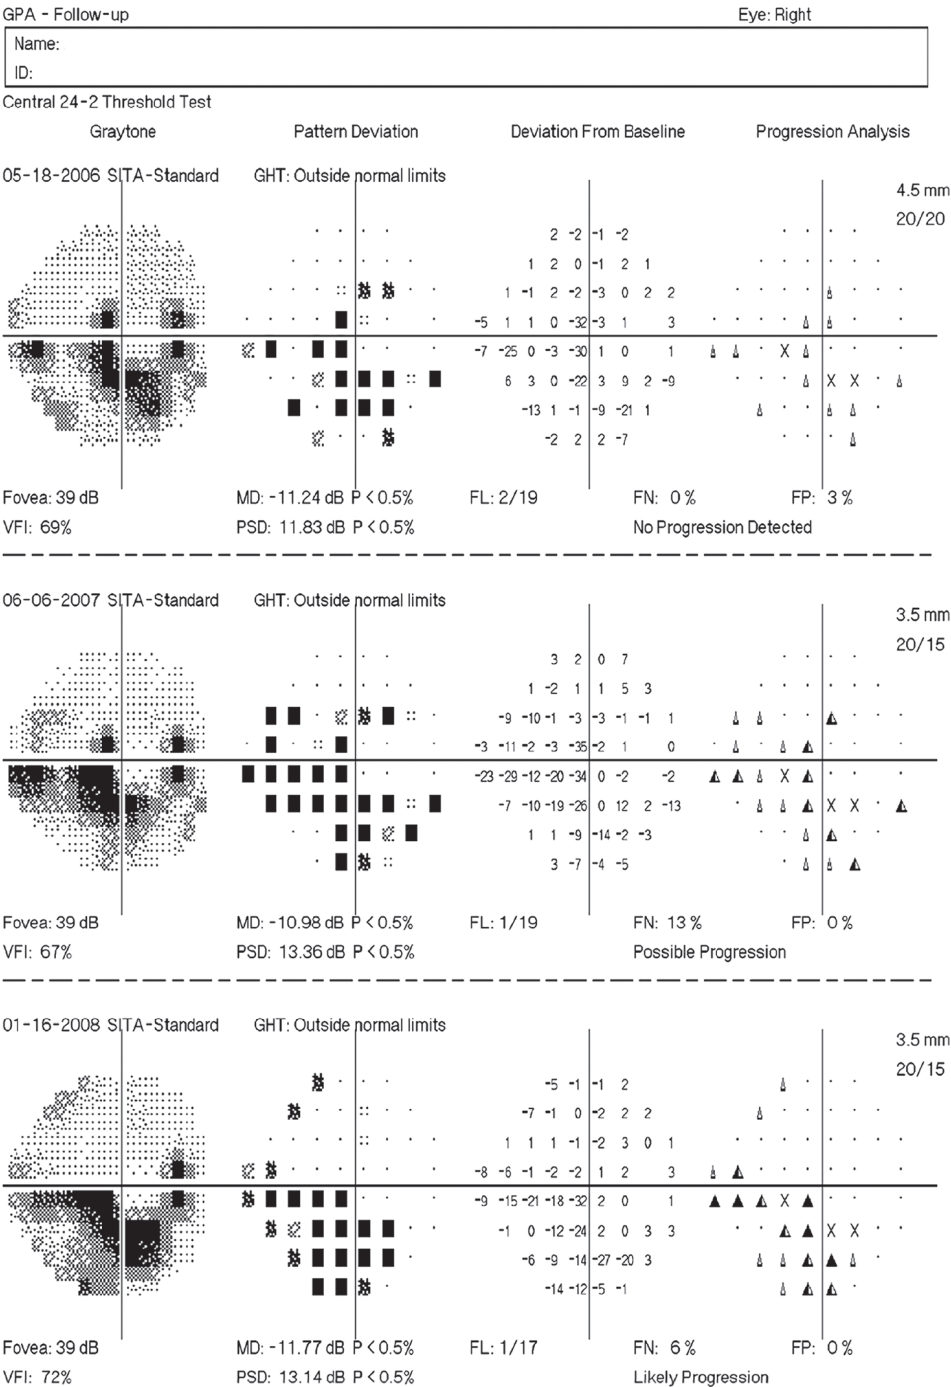 GPA - Follow-up Eye: Right
Name:
ID:
Central 24-2 Threshold Test
Graytone Pattern Deviation Deviation From Baseline Progression Analysis
05-18-2006 SITA-Standard GHT: Outside normal limits
4.5 mm
20/20
2 -2 -1 -2
1 2 0 -1 2 1
1 -1 2 -2 -3 0 2 2
-5 1 1 0 -32 -3 1 3
-7 -25 0 -3 -30 1 0 1 X
6 3 0 -22 3 9 2 -9 X X
-13 1 -1 -9 -21 1
-2 2 2 -7
Fovea: 39 dB MD: -11.24 dB P < 0.5% FL: 2/19 FN: 0 % FP: 3 %
VFI: 69% PSD: 11.83 dB P < 0.5% No Progression Detected
06-06-2007 SITA-Standard GHT: Outside normal limits
3.5 mm
20/15
3 2 0 7
1 -2 1 1 5 3
-9 -10 -1 -3 -3 -1 -1 1
-3 -11 -2 -3 -35 -2 1 0
-23 -29 -12 -20 -34 0 -2 -2 X
-7 -10 -19 -26 0 12 2 -13 X X
1 1 -9 -14 -2 -3
3 -7 -4 -5
Fovea: 39 dB MD: -10.98 dB P < 0.5% FL: 1/19 FN: 13 % FP: 0 %
VFI: 67% PSD: 13.36 dB P < 0.5% Possible Progression
01-16-2008 SITA-Standard GHT: Outside normal limits
3.5 mm
20/15
-5 -1 -1 2
-7 -1 0 -2 2 2
1 1 1 -1 -2 3 0 1
-8 -6 -1 -2 -2 1 2 3
-9 -15 -21 -18 -32 2 0 1 X
-1 0 -12 -24 2 0 3 3 X X
-6 -9 -14 -27 -20 3
-14 -12 -5 -1
Fovea: 39 dB MD: -11.77 dB P < 0.5% FL: 1/17 FN: 6 % FP: 0 %
VFI: 72% PSD: 13.14 dB P < 0.5% Likely Progression